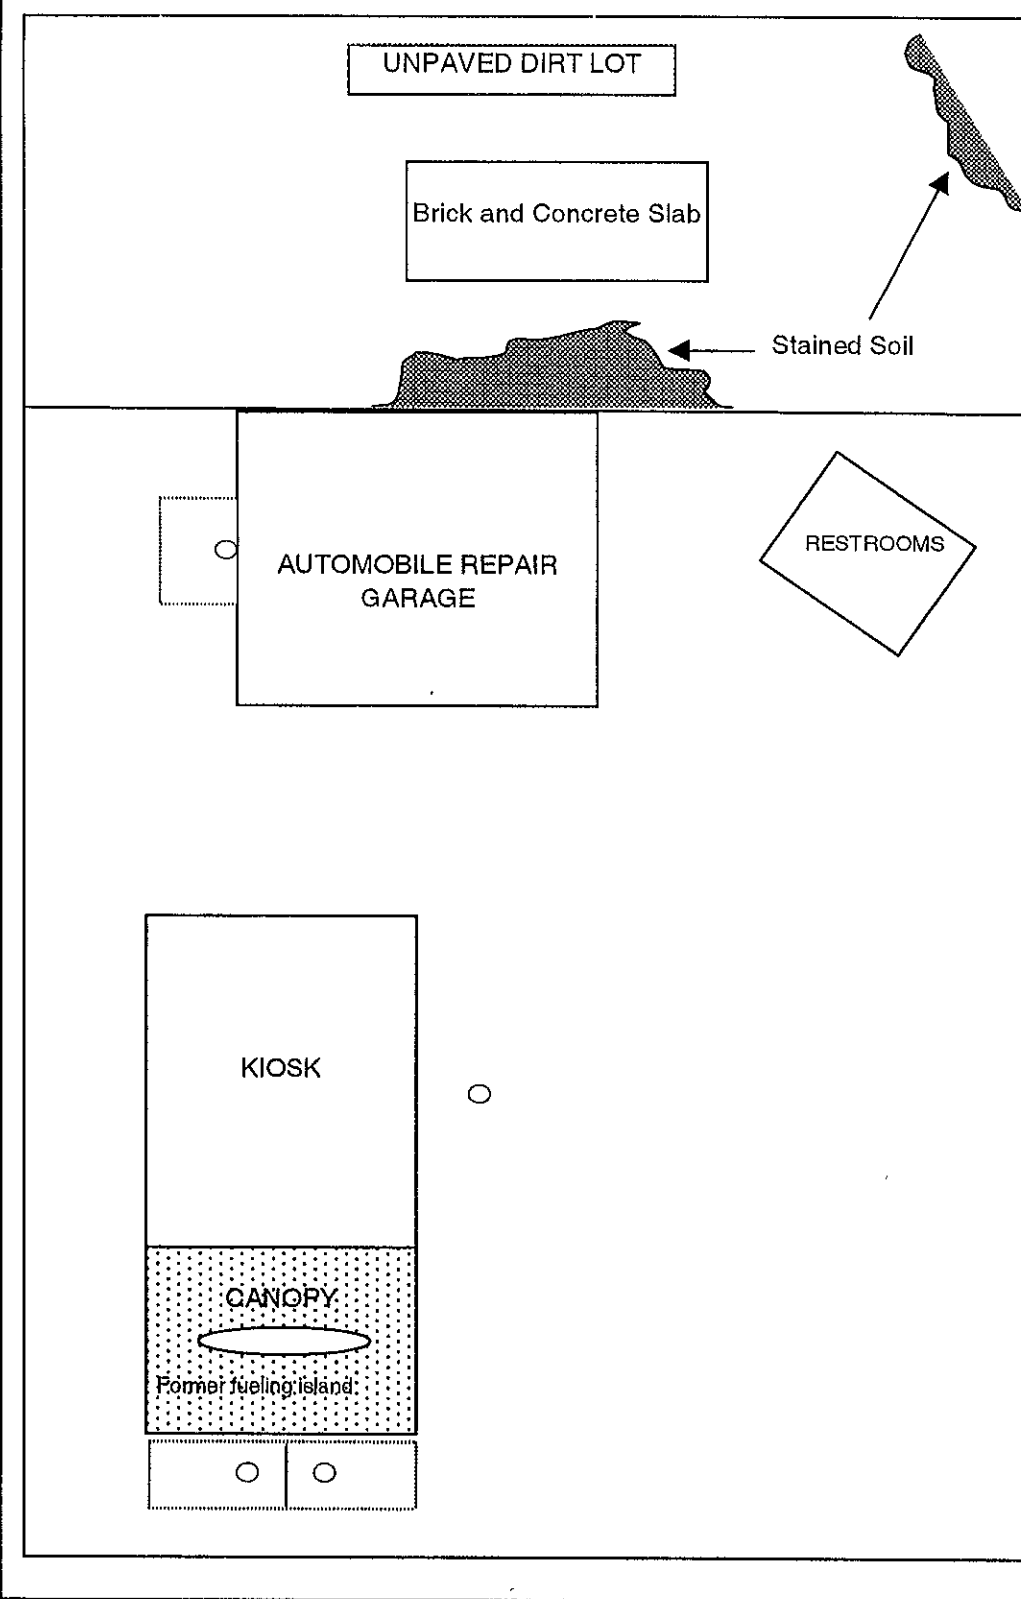 UNPAVED DIRT LOT
Brick and Concrete Slab
Stained Soil
RESTROOMS
AUTOMOBILE REPAIR
GARAGE
KIOSK
CANOPY
Former fueling island